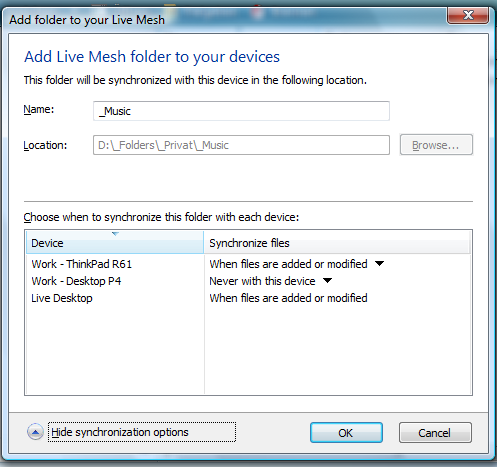 Add folder to your Live Mesh
Add Live Mesh folder to your devices
This folder will be synchronized with this device in the following location.
Name: _Music
Location: D:\_Folders\_Privat\_Music Browse...
Choose when to synchronize this folder with each device:
Device Synchronize files
Work - ThinkPad R61 When files are added or modified
Work - Desktop P4 Never with this device
Live Desktop When files are added or modified
Hide synchronization options OK Cancel